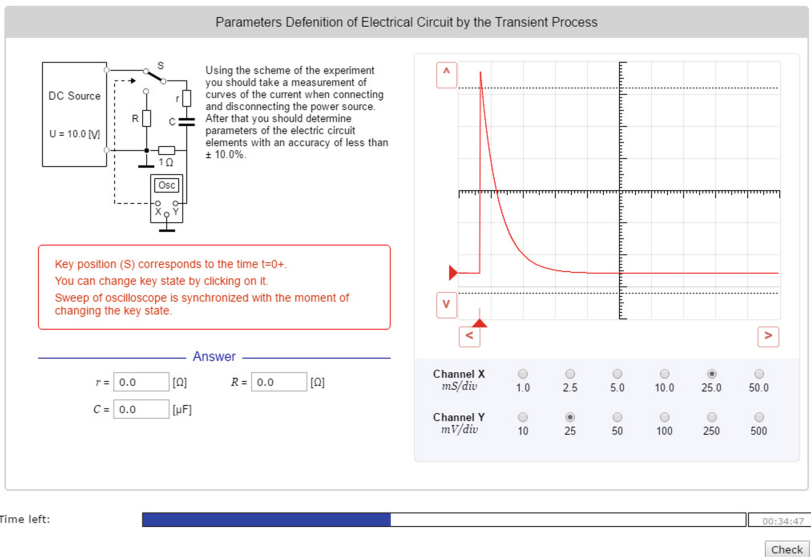 Parameters Defenition of Electrical Circuit by the Transient Process
DC Source
U = 10.0 [V]
S
r
R
C
1 Ω
Osc
X
Y
Using the scheme of the experiment
you should take a measurement of
curves of the current when connecting
and disconnecting the power source.
After that you should determine
parameters of the electric circuit
elements with an accuracy of less than
± 10.0%.
Key position (S) corresponds to the time t=0+.
You can change key state by clicking on it.
Sweep of oscilloscope is synchronized with the moment of
changing the key state.
Answer
r = 0.0 [Ω] R = 0.0 [Ω]
C = 0.0 [μF]
^
v
< >
Channel X
mS/div 1.0 2.5 5.0 10.0 25.0 50.0
Channel Y
mV/div 10 25 50 100 250 500
Time left: 00:34:47
Check